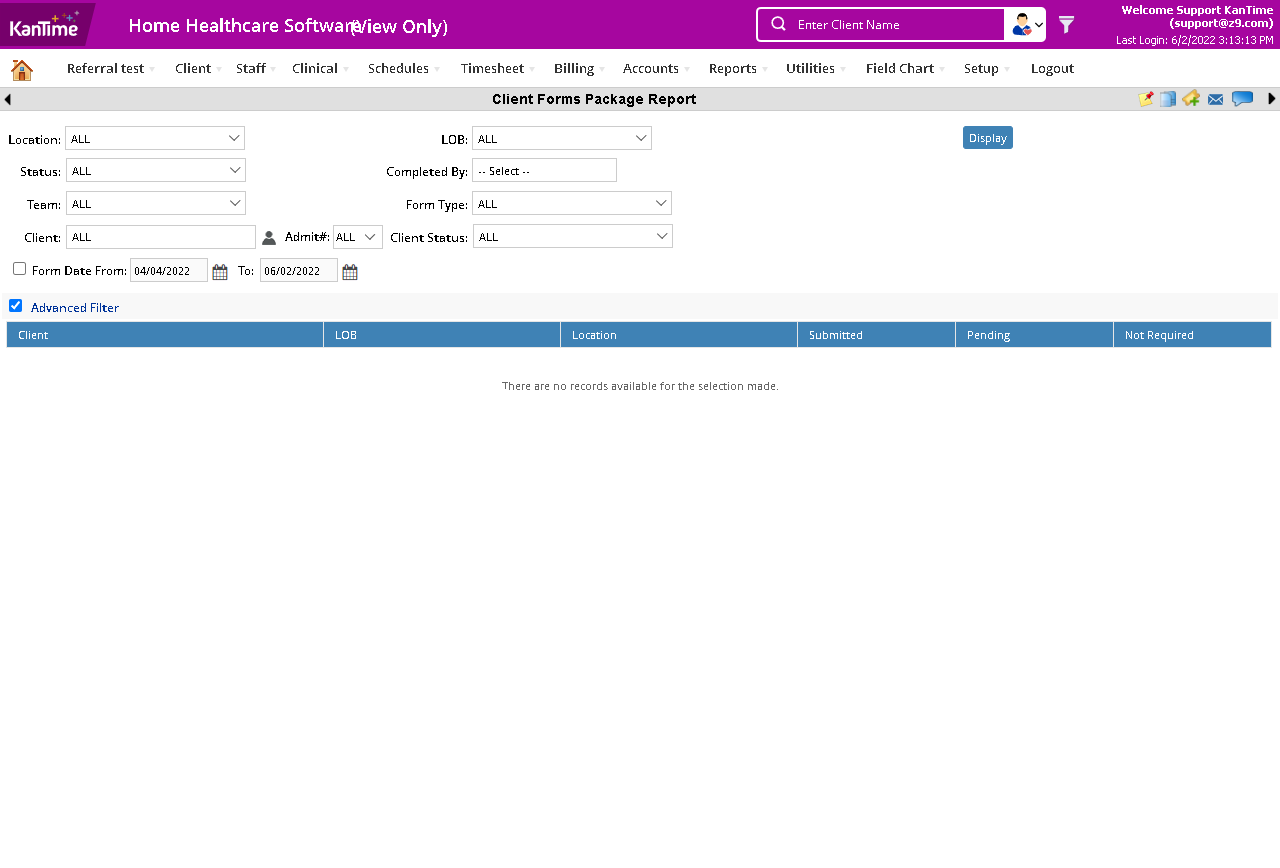 KanTime
Home Healthcare Software (View Only)
Enter Client Name
Welcome Support KanTime
(support@z9.com)
Last Login: 6/2/2022 3:13:13 PM
Referral test Client Staff Clinical Schedules Timesheet Billing Accounts Reports Utilities Field Chart Setup Logout
Client Forms Package Report
Location: ALL LOB: ALL Display
Status: ALL Completed By: -- Select --
Team: ALL Form Type: ALL
Client: ALL Admit#: ALL Client Status: ALL
Form Date From: 04/04/2022 To: 06/02/2022
Advanced Filter
Client LOB Location Submitted Pending Not Required
There are no records available for the selection made.